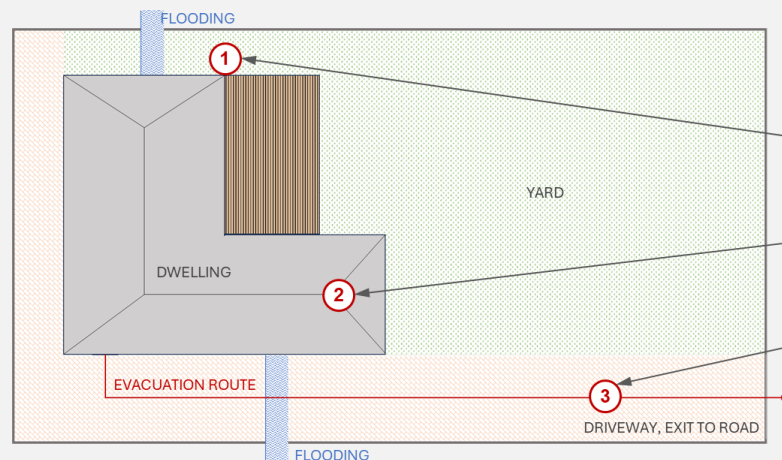 FLOODING
1
YARD
DWELLING
2
EVACUATION ROUTE
3
DRIVEWAY, EXIT TO ROAD
FLOODING